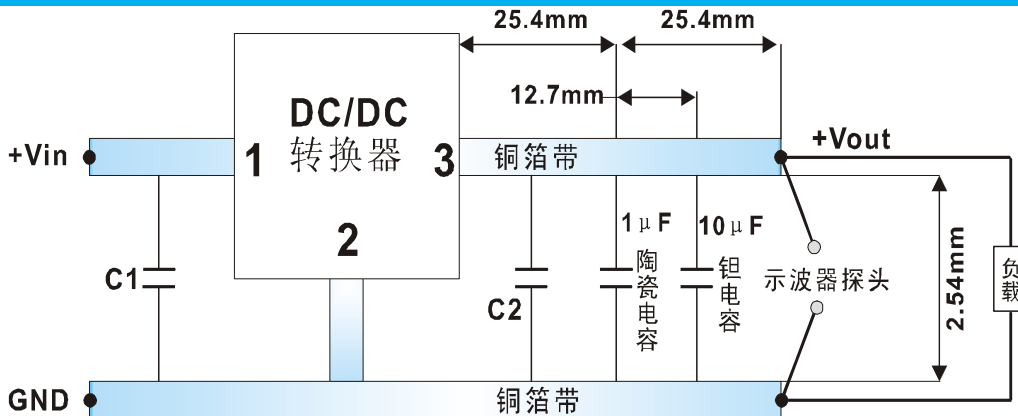 25.4mm
25.4mm
12.7mm
DC/DC
转换器
+Vin
1
3
铜箔带
+Vout
2
C1
C2
1μF
陶瓷电容
10μF
钽电容
示波器探头
2.54mm
负载
GND
铜箔带